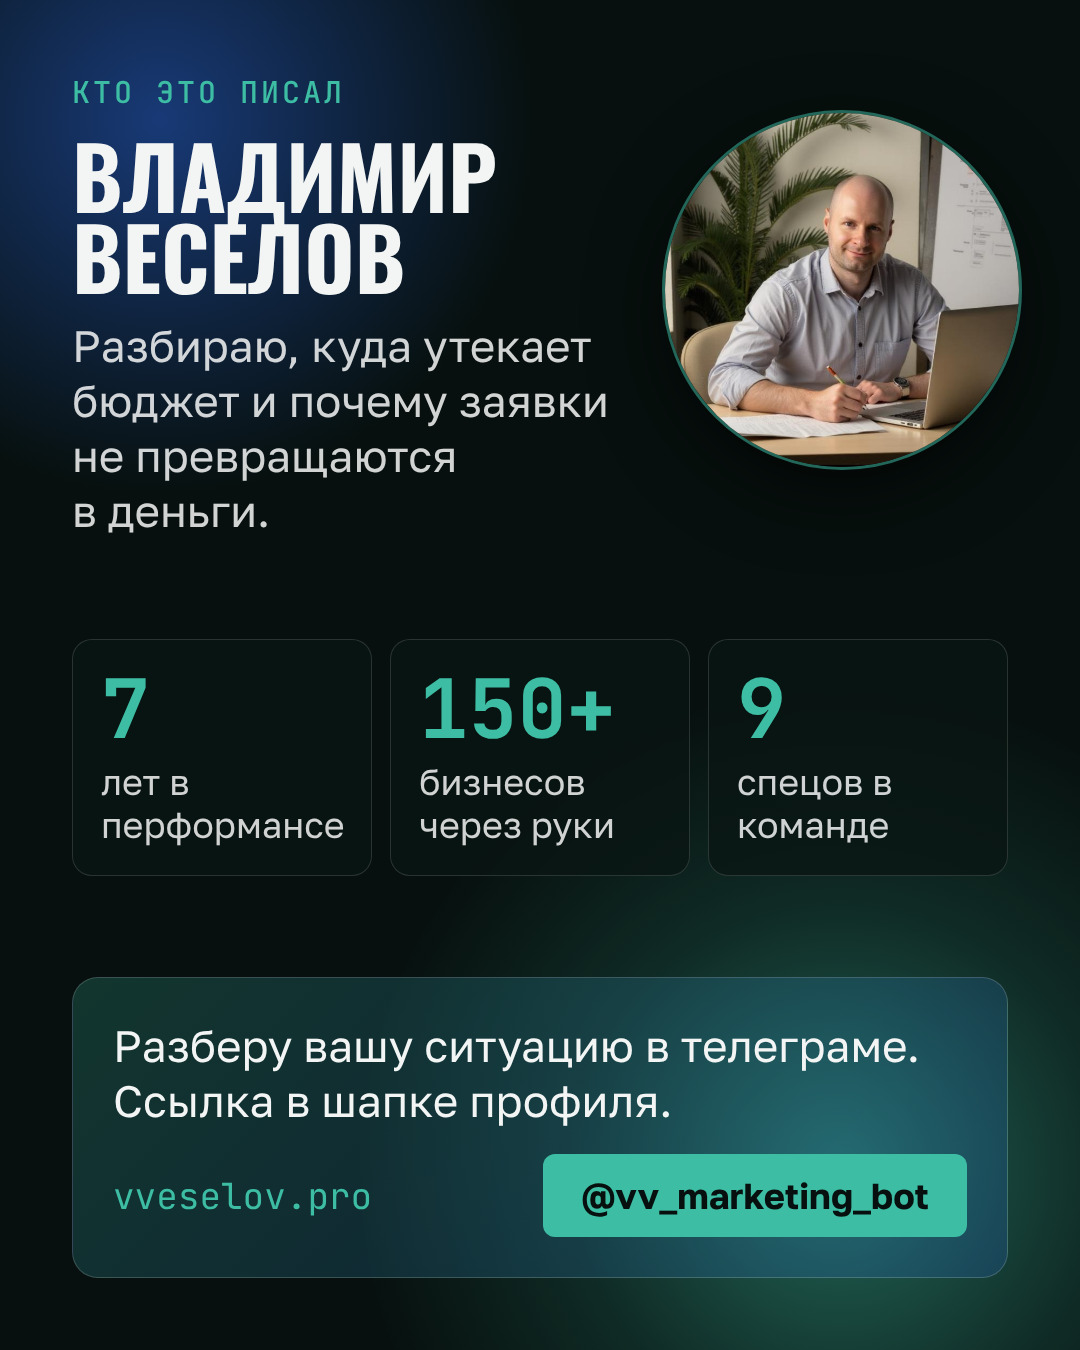 КТО ЭТО ПИСАЛ
ВЛАДИМИР
ВЕСЕЛОВ
Разбираю, куда утекает
бюджет и почему заявки
не превращаются
в деньги.
7
лет в
перформансе
150+
бизнесов
через руки
9
спецов в
команде
Разберу вашу ситуацию в телеграме.
Ссылка в шапке профиля.
vveselov.pro
@vv_marketing_bot